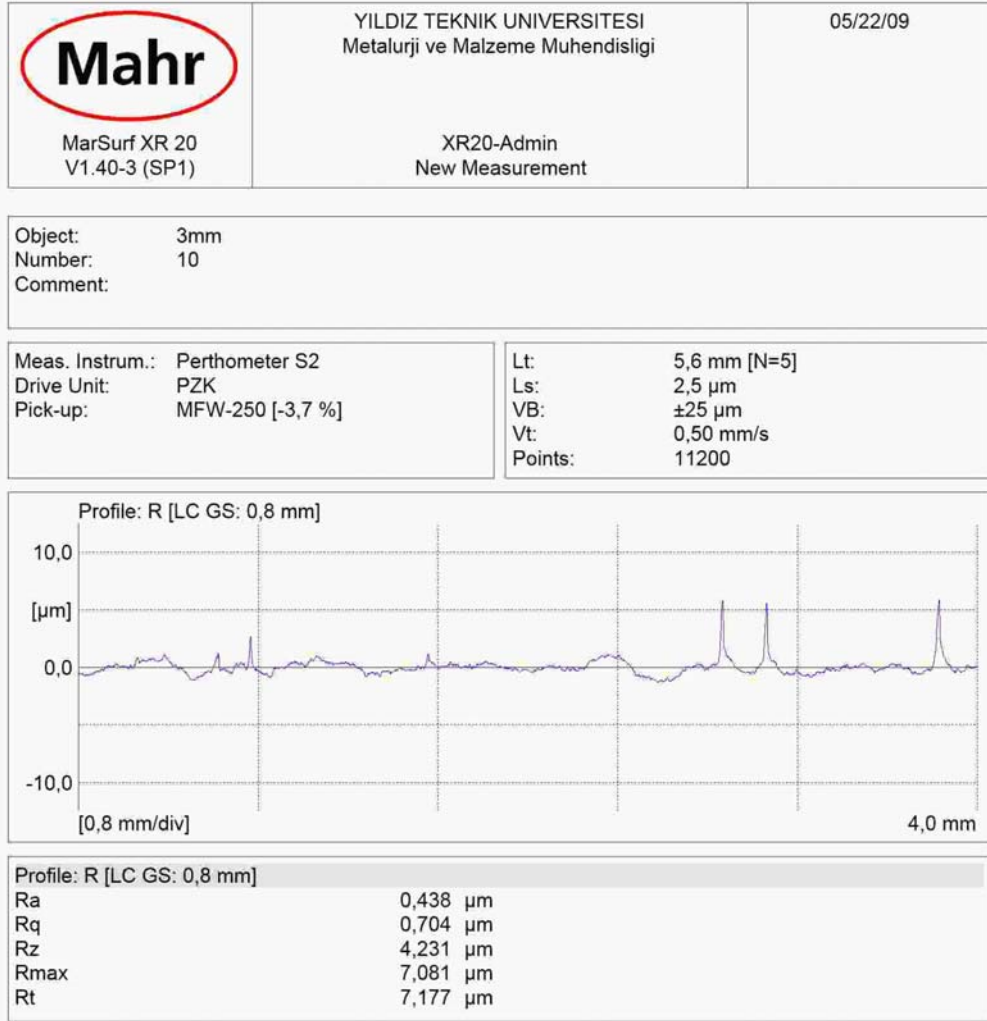 Mahr
MarSurf XR 20
V1.40-3 (SP1)
YILDIZ TEKNIK UNIVERSITESI
Metalurji ve Malzeme Muhendisligi
XR20-Admin
New Measurement
05/22/09
Object: 3mm
Number: 10
Comment:
Meas. Instrum.: Perthometer S2
Drive Unit: PZK
Pick-up: MFW-250 [-3,7 %]
Lt: 5,6 mm [N=5]
Ls: 2,5 µm
VB: ±25 µm
Vt: 0,50 mm/s
Points: 11200
Profile: R [LC GS: 0,8 mm]
10,0
[µm]
0,0
-10,0
[0,8 mm/div] 4,0 mm
Profile: R [LC GS: 0,8 mm]
Ra 0,438 µm
Rq 0,704 µm
Rz 4,231 µm
Rmax 7,081 µm
Rt 7,177 µm